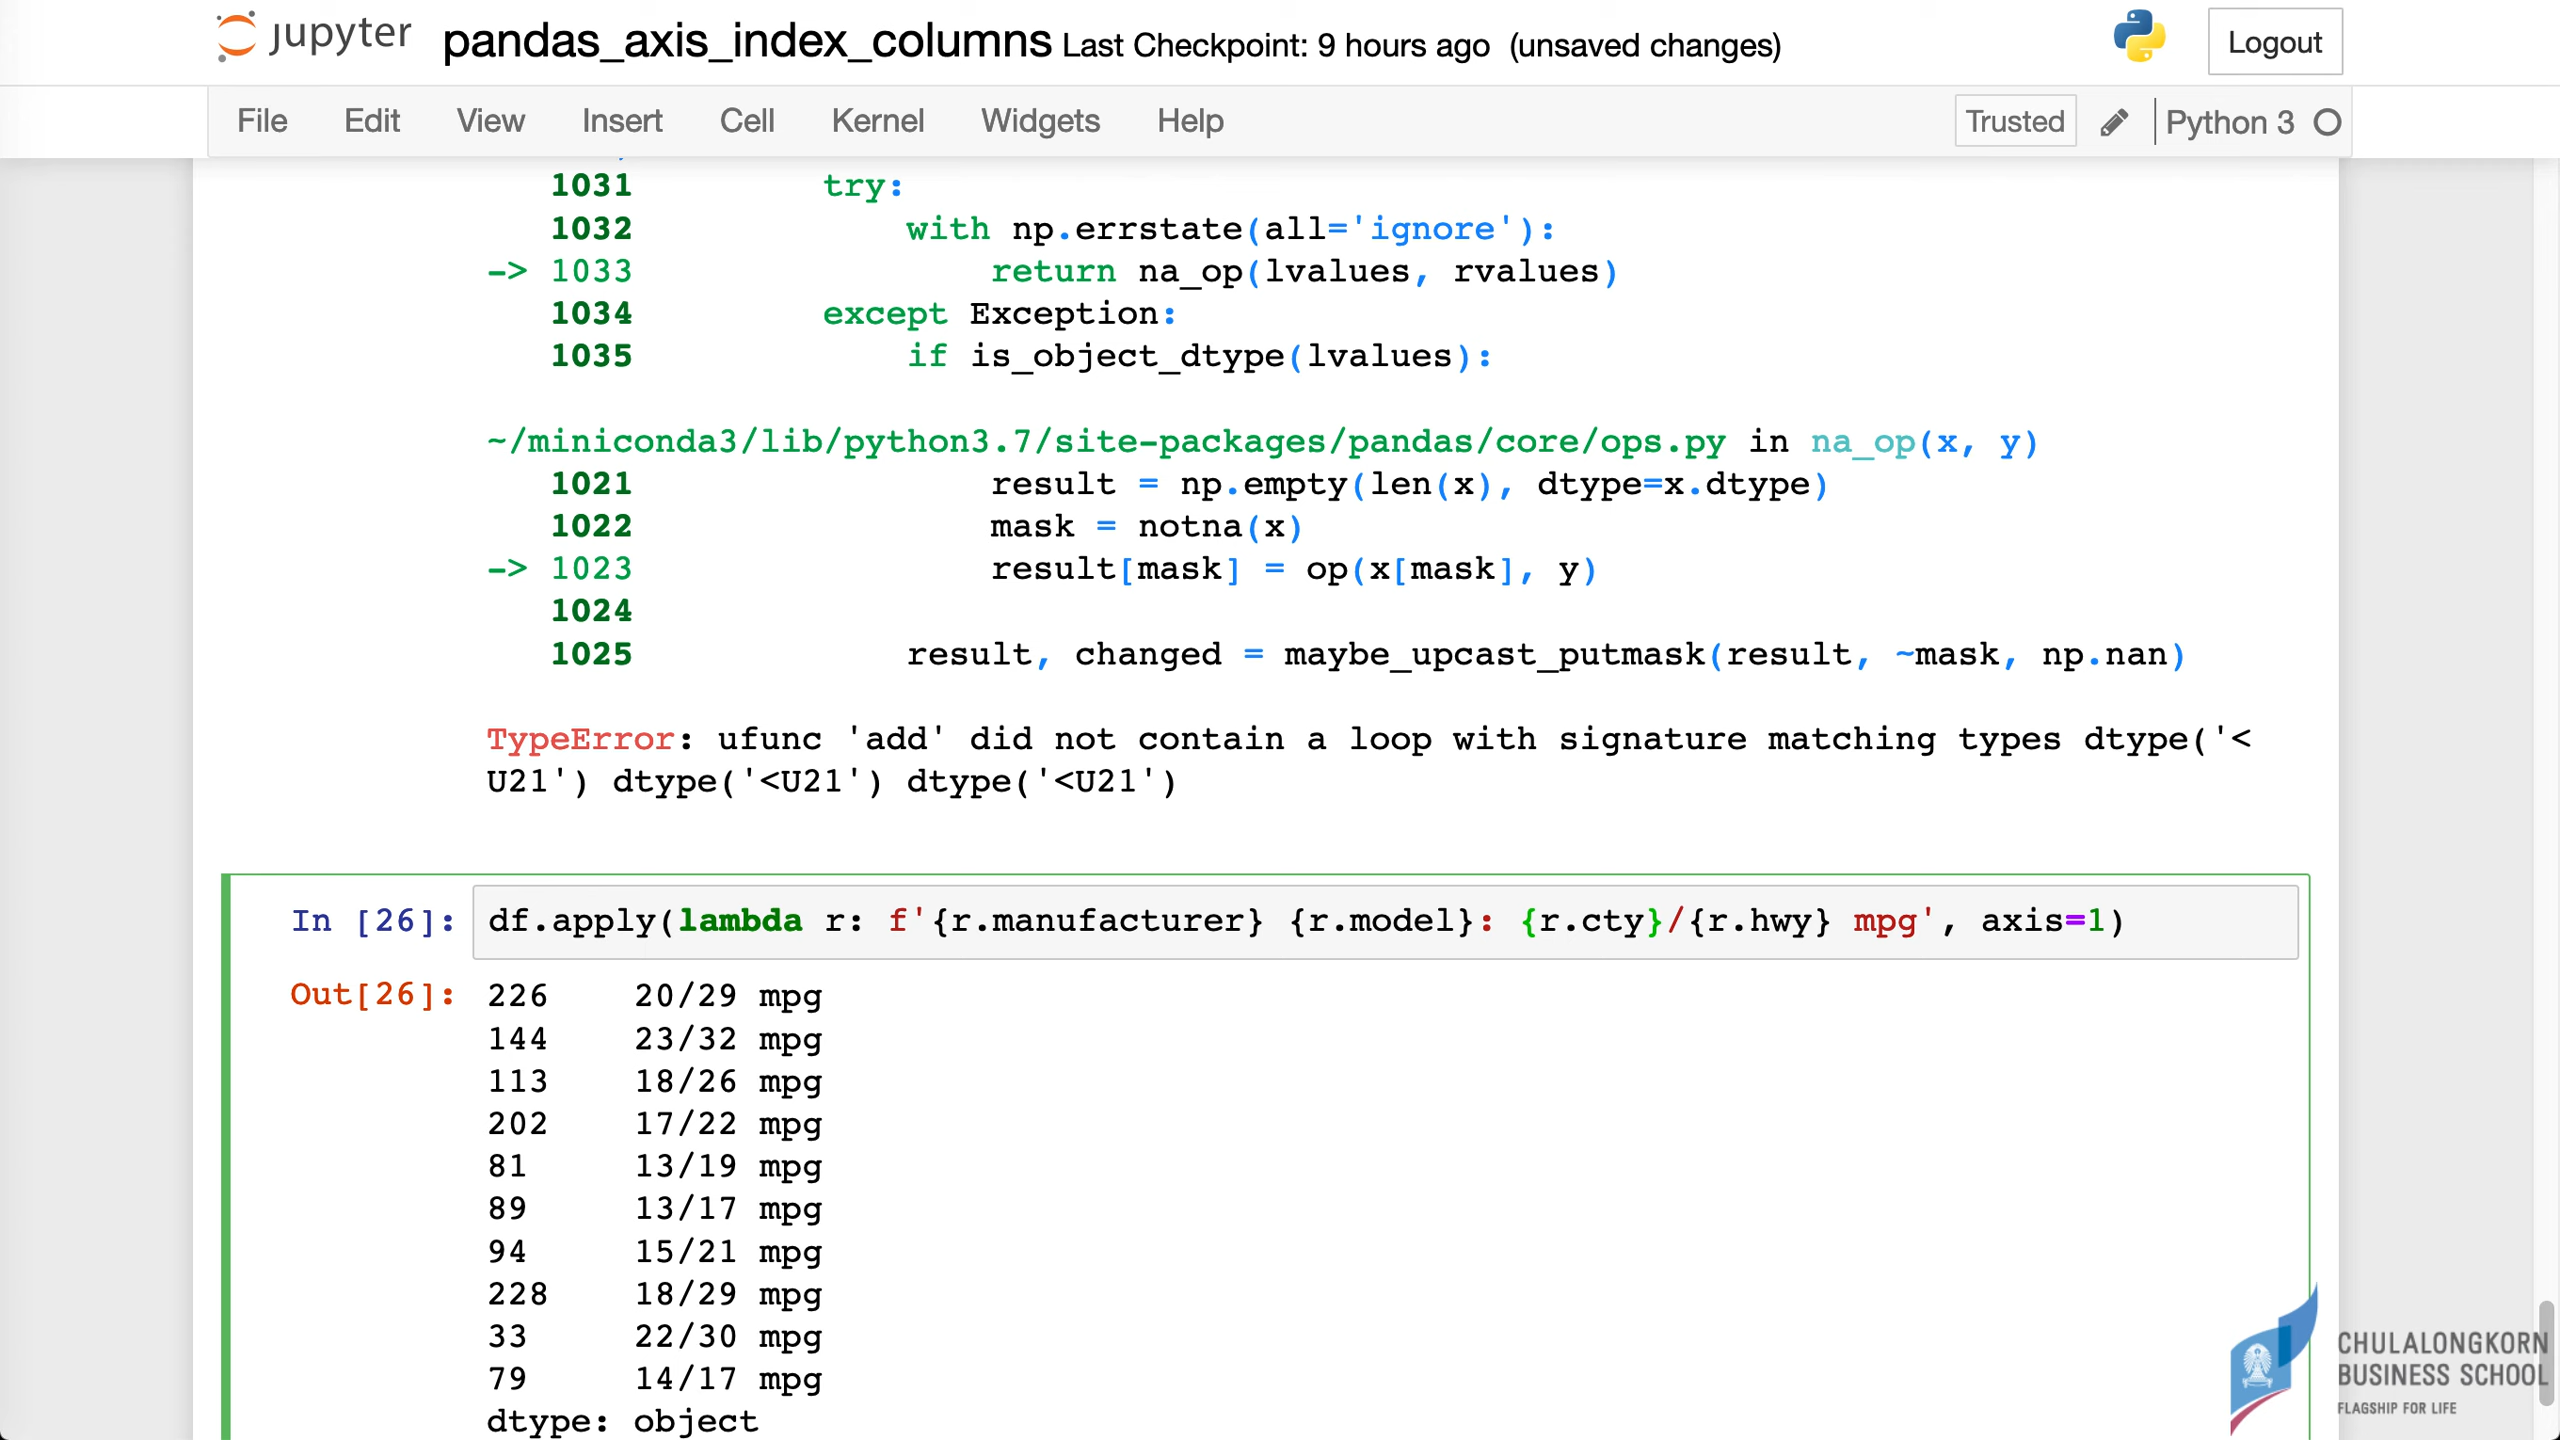 jupyter pandas_axis_index_columns Last Checkpoint: 9 hours ago (unsaved changes) Logout
File Edit View Insert Cell Kernel Widgets Help Trusted Python 3
1031 try:
1032 with np.errstate(all='ignore'):
-> 1033 return na_op(lvalues, rvalues)
1034 except Exception:
1035 if is_object_dtype(lvalues):
~/miniconda3/lib/python3.7/site-packages/pandas/core/ops.py in na_op(x, y)
1021 result = np.empty(len(x), dtype=x.dtype)
1022 mask = notna(x)
-> 1023 result[mask] = op(x[mask], y)
1024
1025 result, changed = maybe_upcast_putmask(result, ~mask, np.nan)
TypeError: ufunc 'add' did not contain a loop with signature matching types dtype('<
U21') dtype('<U21') dtype('<U21')
In [26]: df.apply(lambda r: f'{r.manufacturer} {r.model}: {r.cty}/{r.hwy} mpg', axis=1)
Out[26]: 226 20/29 mpg
144 23/32 mpg
113 18/26 mpg
202 17/22 mpg
81 13/19 mpg
89 13/17 mpg
94 15/21 mpg
228 18/29 mpg
33 22/30 mpg
79 14/17 mpg
dtype: object
CHULALONGKORN
BUSINESS SCHOOL
FLAGSHIP FOR LIFE